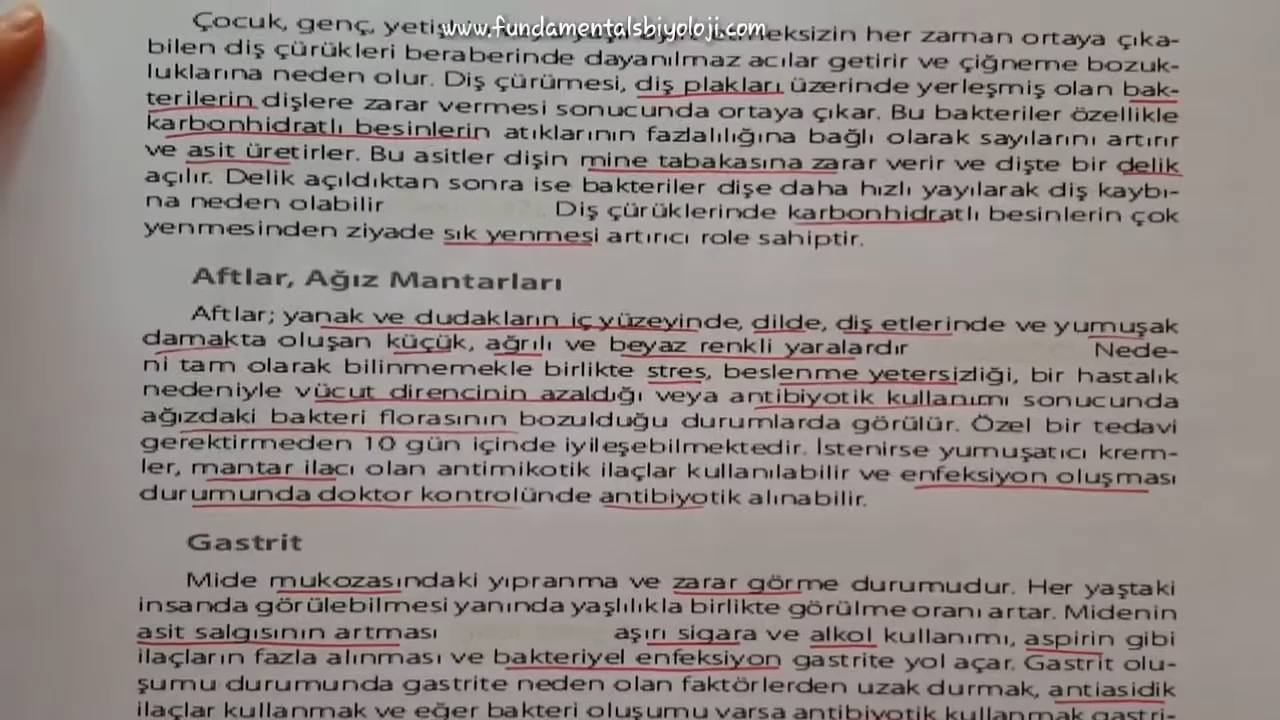 www.fundamentalsbiyoloji.com
Çocuk, genç, her zaman ortaya çıka-
bilen diş çürükleri beraberinde dayanılmaz acılar getirir ve çiğneme bozuk-
luklarına neden olur. Diş çürümesi, diş plakları üzerinde yerleşmiş olan bak-
terilerin dişlere zarar vermesi sonucunda ortaya çıkar. Bu bakteriler özellikle
karbonhidratlı besinlerin atıklarının fazlalılığına bağlı olarak sayılarını artırır
ve asit üretirler. Bu asitler dişin mine tabakasına zarar verir ve dişte bir delik
açılır. Delik açıldıktan sonra ise bakteriler dişe daha hızlı yayılarak diş kaybı-
na neden olabilir Diş çürüklerinde karbonhidratlı besinlerin çok
yenmesinden ziyade sık yenmesi artırıcı role sahiptir.
Aftlar, Ağız Mantarları
Aftlar; yanak ve dudakların iç yüzeyinde, dilde, diş etlerinde ve yumuşak
damakta oluşan küçük, ağrılı ve beyaz renkli yaralardır Nede-
ni tam olarak bilinmemekle birlikte stres, beslenme yetersizliği, bir hastalık
nedeniyle vücut direncinin azaldığı veya antibiyotik kullanımı sonucunda
ağızdaki bakteri florasının bozulduğu durumlarda görülür. Özel bir tedavi
gerektirmeden 10 gün içinde iyileşebilmektedir. İstenirse yumuşatıcı krem-
ler, mantar ilacı olan antimikotik ilaçlar kullanılabilir ve enfeksiyon oluşması
durumunda doktor kontrolünde antibiyotik alınabilir.
Gastrit
Mide mukozasındaki yıpranma ve zarar görme durumudur. Her yaştaki
insanda görülebilmesi yanında yaşlılıkla birlikte görülme oranı artar. Midenin
asit salgısının artması aşırı sigara ve alkol kullanımı, aspirin gibi
ilaçların fazla alınması ve bakteriyel enfeksiyon gastrite yol açar. Gastrit olu-
şumu durumunda gastrite neden olan faktörlerden uzak durmak, antiasidik
ilaçlar kullanmak ve eğer bakteri oluşumu varsa antibiyotik kullanmak gastri-